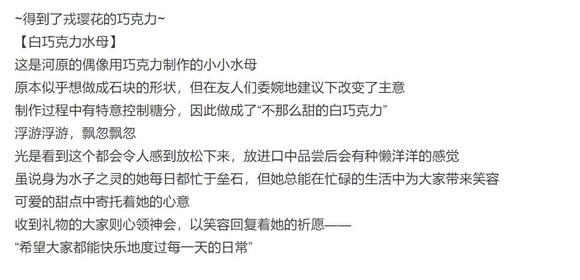 ~得到了戎璎花的巧克力~
【白巧克力水母】
这是河原的偶像用巧克力制作的小小水母
原本似乎想做成石块的形状，但在友人们委婉地建议下改变了主意
制作过程中有特意控制糖分，因此做成了“不那么甜的白巧克力”
浮游浮游，飘忽飘忽
光是看到这个都会令人感到放松下来，放进口中品尝后会有种懒洋洋的感觉
虽说身为水子之灵的她每日都忙于垒石，但她总能在忙碌的生活中为大家带来笑容
可爱的甜点中寄托着她的心意
收到礼物的大家则心领神会，以笑容回复着她的祈愿——
“希望大家都能快乐地度过每一天的日常”